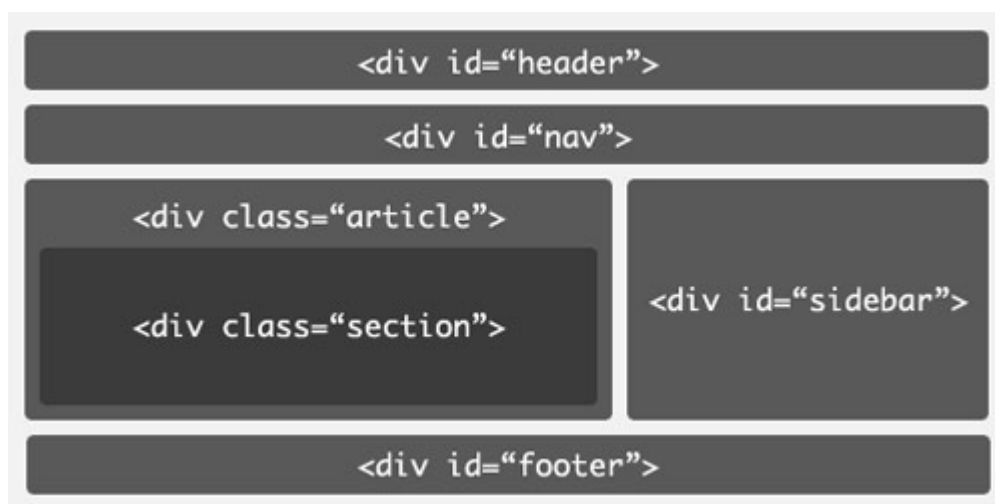 <div id=“header”>
<div id=“nav”>
<div class=“article”>
<div class=“section”>
<div id=“sidebar”>
<div id=“footer”>